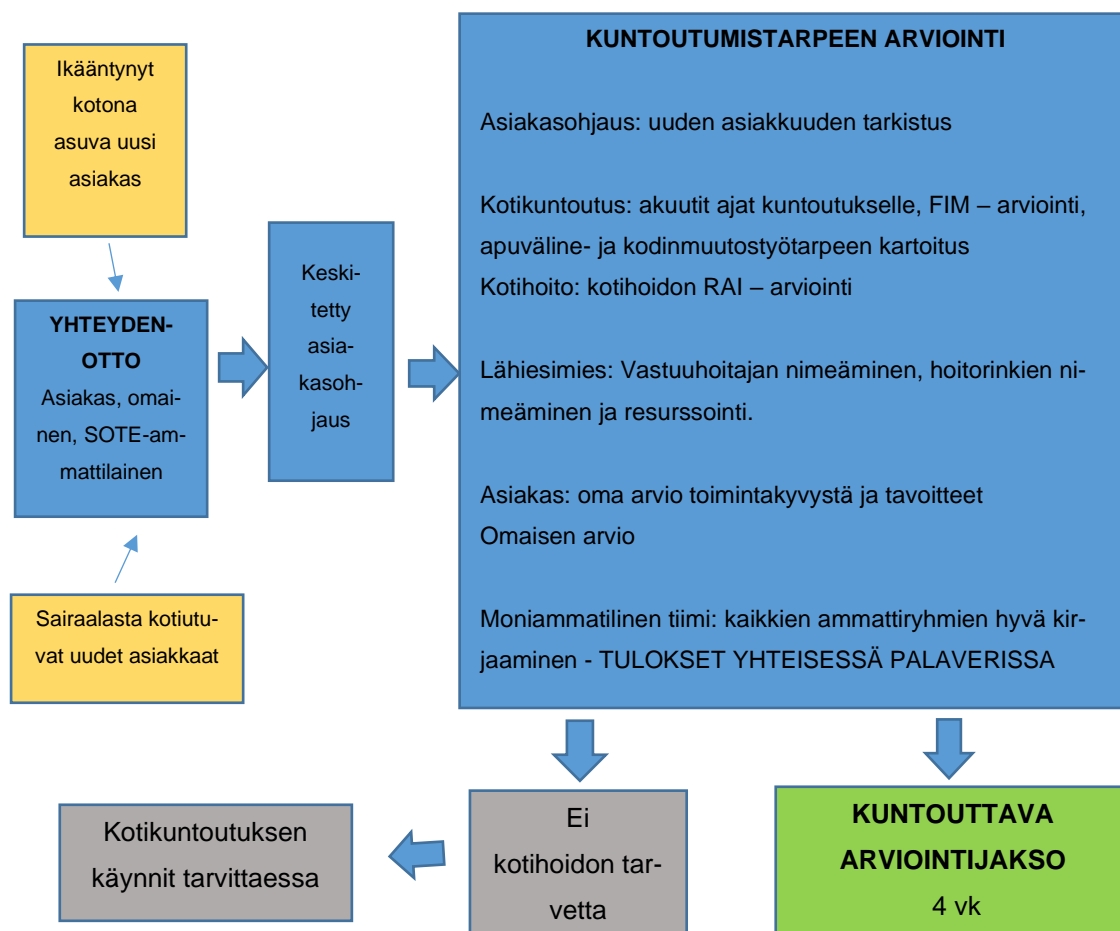 Ikääntynyt
kotona
asuva uusi
asiakas
YHTEYDEN-
OTTO
Asiakas, omai-
nen, SOTE-am-
mattilainen
Sairaalasta kotiutu-
vat uudet asiakkaat
Keski-
tetty
asia-
kasoh-
jaus
KUNTOUTUMISTARPEEN ARVIOINTI
Asiakasohjaus: uuden asiakkuuden tarkistus
Kotikuntoutus: akuutit ajat kuntoutukselle, FIM – arviointi,
apuväline- ja kodinmuutostyötarpeen kartoitus
Kotihoito: kotihoidon RAI – arviointi
Lähiesimies: Vastuuhoitajan nimeäminen, hoitorinkien ni-
meäminen ja resurssointi.
Asiakas: oma arvio toimintakyvystä ja tavoitteet
Omaisen arvio
Moniammatilinen tiimi: kaikkien ammattiryhmien hyvä kir-
jaaminen - TULOKSET YHTEISESSÄ PALAVERISSA
Kotikuntoutuksen
käynnit tarvittaessa
Ei
kotihoidon tar-
vetta
KUNTOUTTAVA
ARVIOINTIJAKSO
4 vk